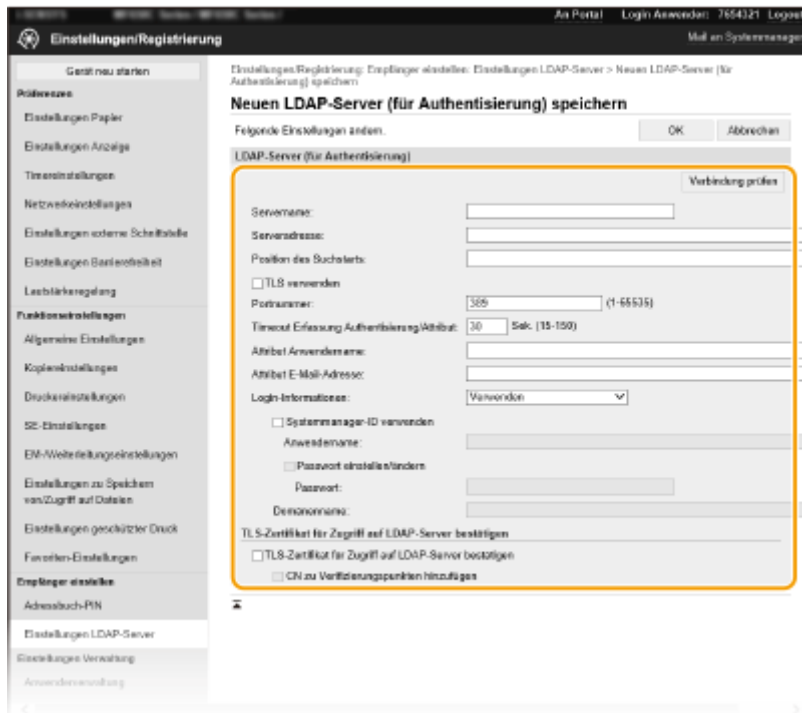 An Portal Login Anwender: 7654321 Logout
Einstellungen/Registrierung
Mail an Systemmanager
Gerät neu starten
Präferenzen
Einstellungen Papier
Einstellungen Anzeige
Timereinstellungen
Netzwerkeinstellungen
Einstellungen externe Schnittstelle
Einstellungen Barrierefreiheit
Lautstärkeregelung
Funktionseinstellungen
Allgemeine Einstellungen
Kopiereinstellungen
Druckereinstellungen
SE-Einstellungen
EM-/Weiterleitungseinstellungen
Einstellungen zu Speichern
von/Zugriff auf Dateien
Einstellungen geschützter Druck
Favoriten-Einstellungen
Empfänger einstellen
Adressbuch-PIN
Einstellungen LDAP-Server
Einstellungen Verwaltung
Anwenderverwaltung
Einstellungen/Registrierung: Empfänger einstellen: Einstellungen LDAP-Server > Neuen LDAP-Server (für
Authentisierung) speichern
Neuen LDAP-Server (für Authentisierung) speichern
Folgende Einstellungen ändern.
OK Abbrechen
LDAP-Server (für Authentisierung)
Verbindung prüfen
Servername:
Serveradresse:
Position des Suchstarts:
TLS verwenden
Portnummer: 389 (1-65535)
Timeout Erfassung Authentisierung/Attribut: 30 Sek. (15-150)
Attribut Anwendername:
Attribut E-Mail-Adresse:
Login-Informationen: Verwenden
Systemmanager-ID verwenden
Anwendername:
Passwort einstellen/ändern
Passwort:
Domänenname:
TLS-Zertifikat für Zugriff auf LDAP-Server bestätigen
TLS-Zertifikat für Zugriff auf LDAP-Server bestätigen
CN zu Verifizierungspunkten hinzufügen